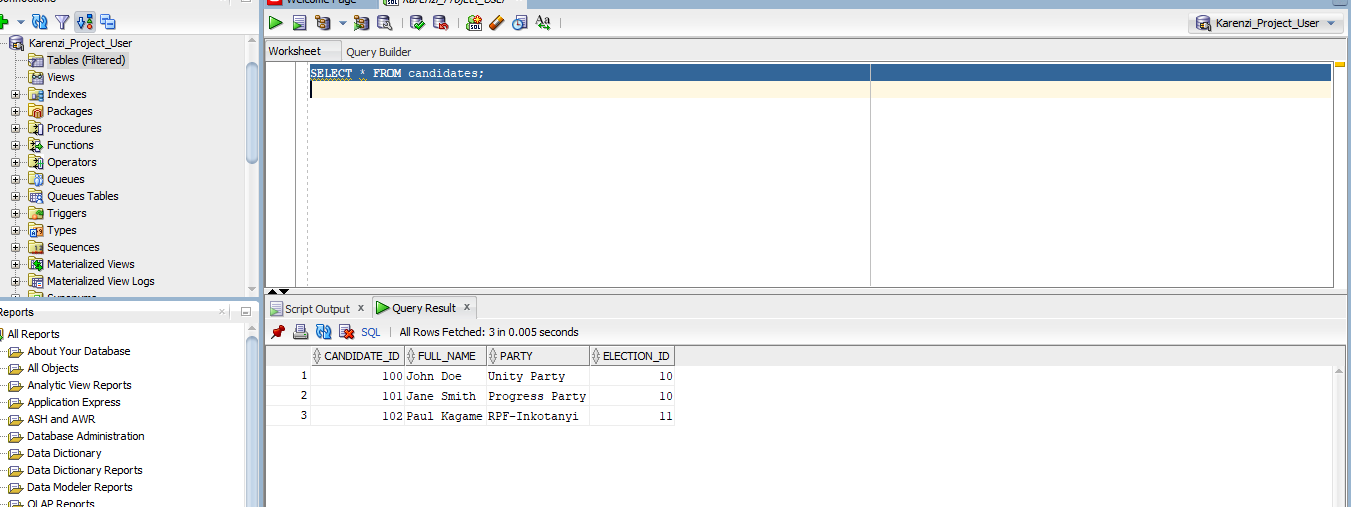 Connections
Welcome Page
Karenzi_Project_User
Karenzi_Project_User
Karenzi_Project_User
Tables (Filtered)
Views
Indexes
Packages
Procedures
Functions
Operators
Queues
Queues Tables
Triggers
Types
Sequences
Materialized Views
Materialized View Logs
Synonyms
Reports
All Reports
About Your Database
All Objects
Analytic View Reports
Application Express
ASH and AWR
Database Administration
Data Dictionary
Data Dictionary Reports
Data Modeler Reports
OLAP Reports
Worksheet Query Builder
SELECT * FROM candidates;
Script Output x Query Result x
SQL All Rows Fetched: 3 in 0.005 seconds
CANDIDATE_ID FULL_NAME PARTY ELECTION_ID
1 100 John Doe Unity Party 10
2 101 Jane Smith Progress Party 10
3 102 Paul Kagame RPF-Inkotanyi 11